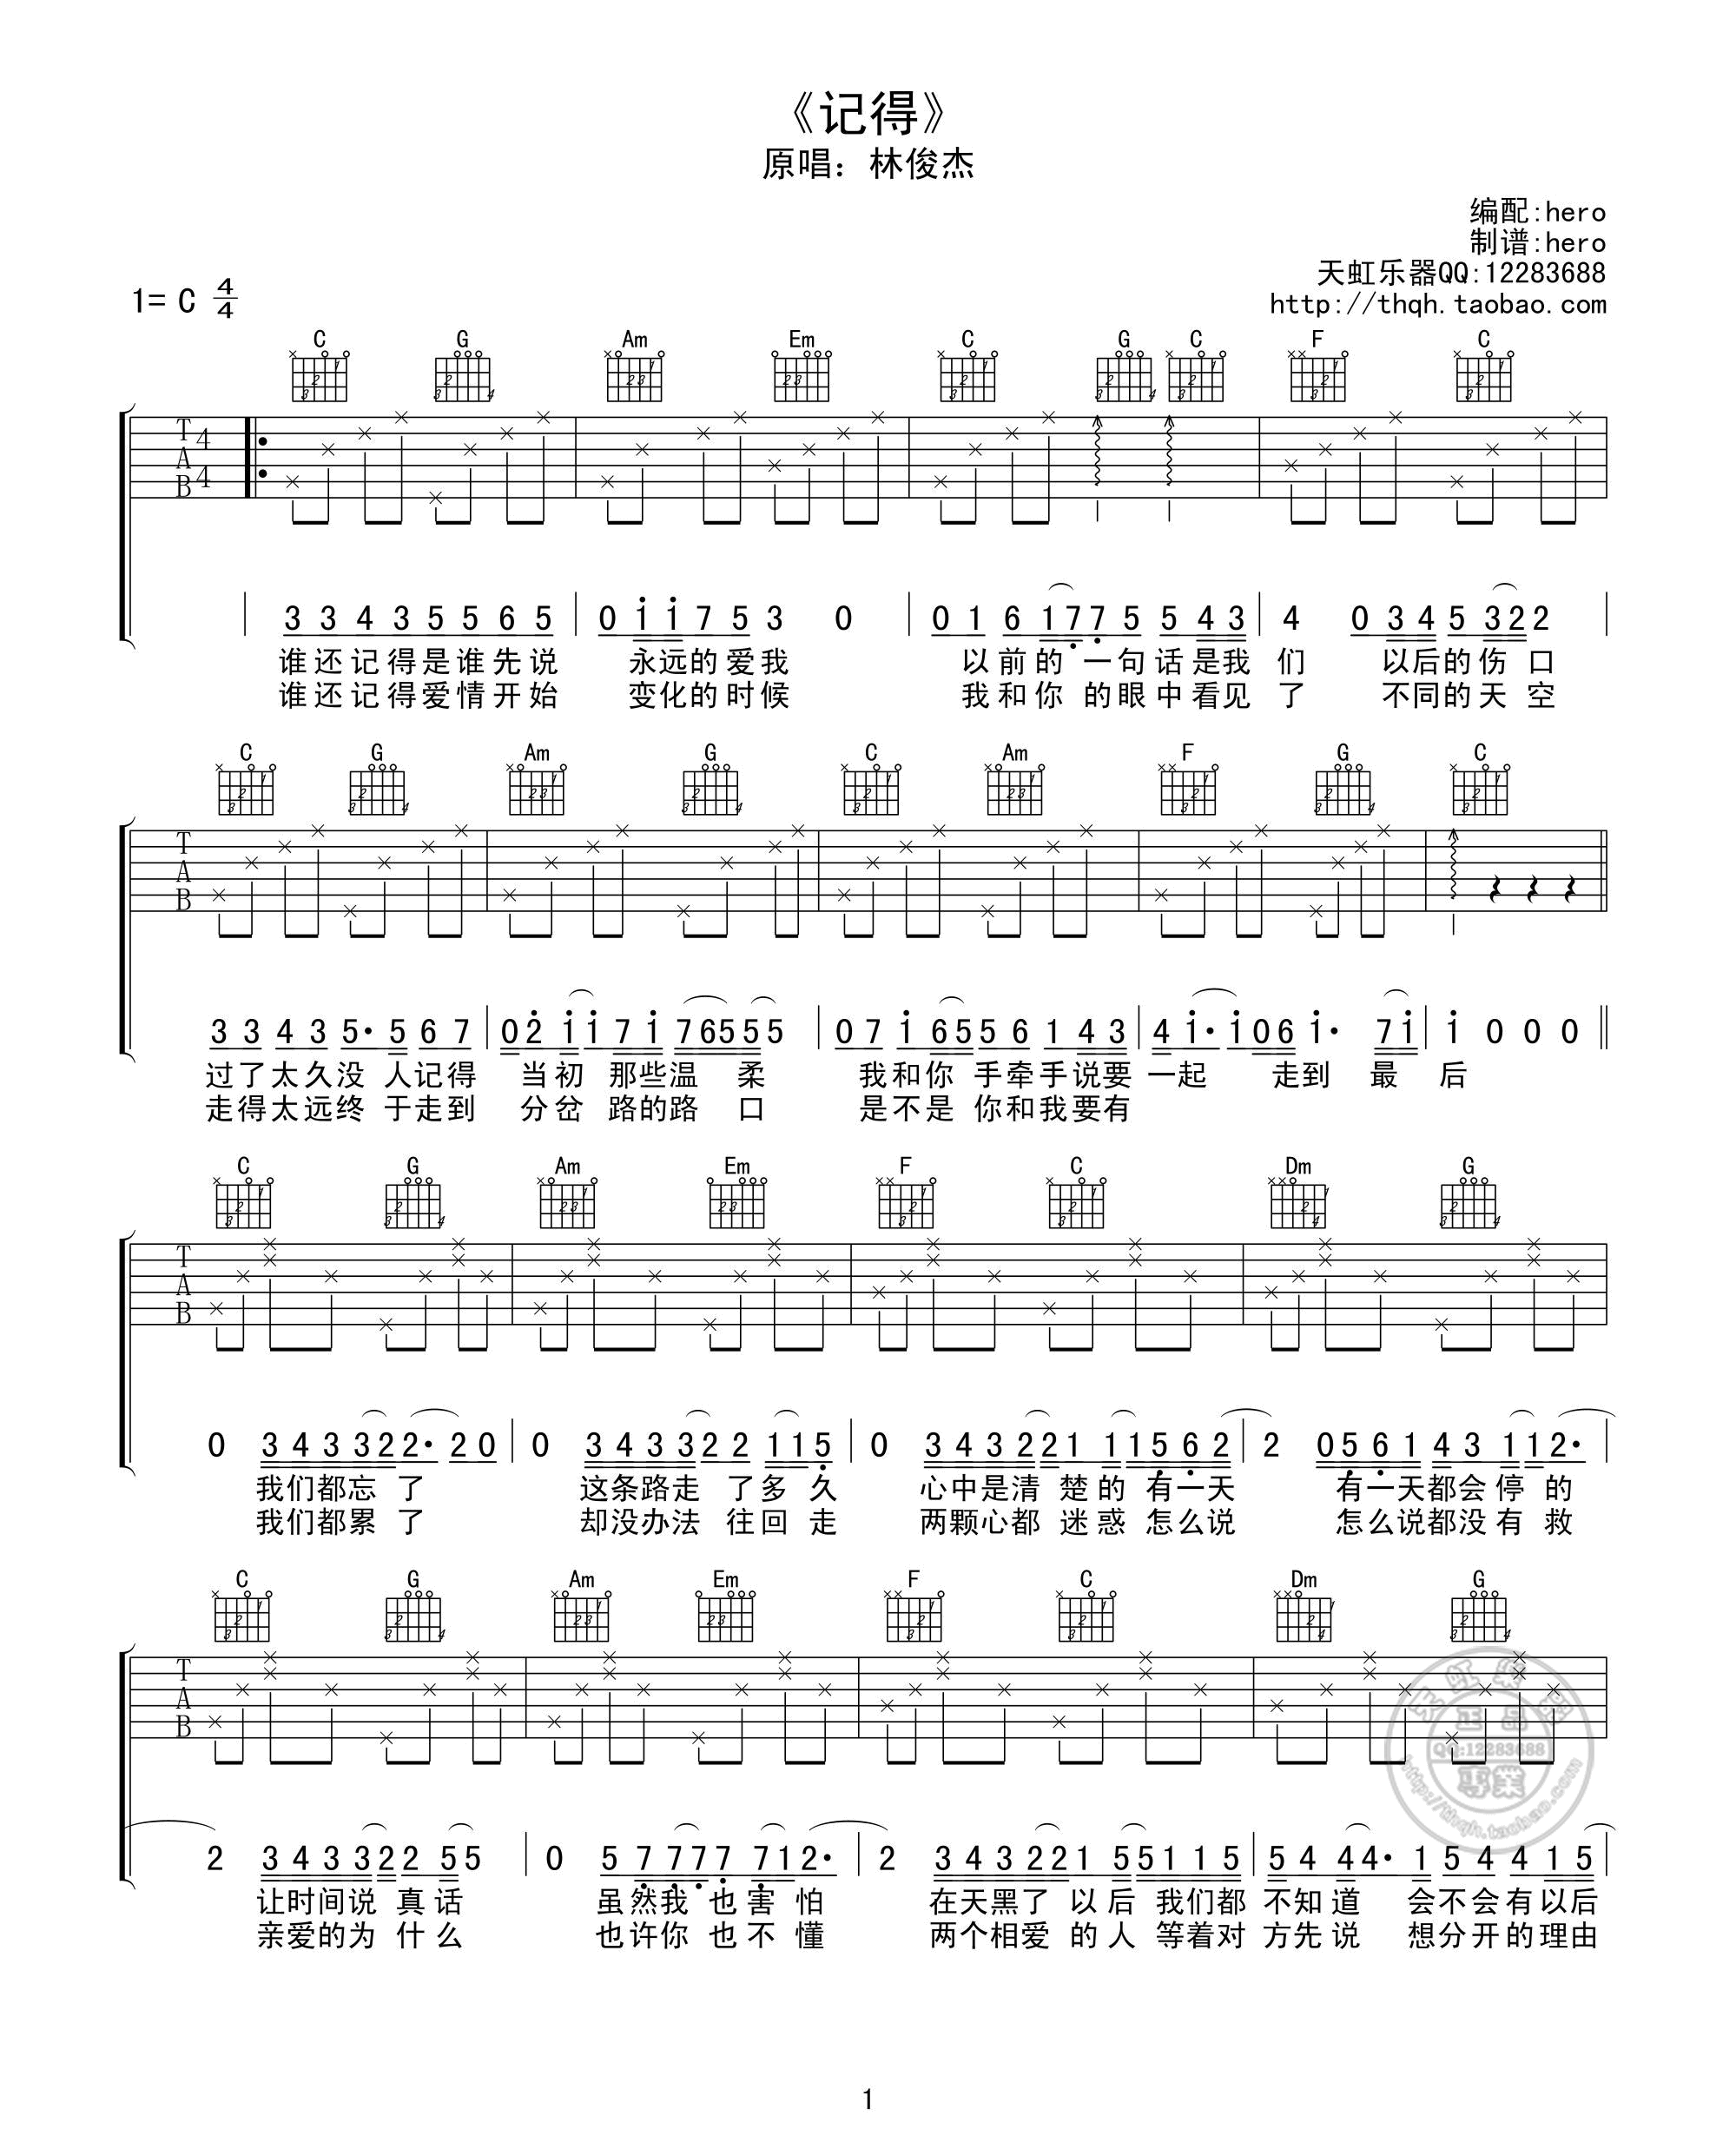 《记得》
原唱：林俊杰
编配:hero
制谱:hero
天虹乐器QQ:12283688
http://thqh.taobao.com
1= C 4/4
C G Am Em C G C F C
T A B 4 4
3 3 4 3 5 5 6 5 0 1 1 7 5 3 0 0 1 6 1 7 7 5 5 4 3 4 0 3 4 5 3 2 2
谁还记得是谁先说 永远的爱我 以前的一句话是我们 以后的伤口
谁还记得爱情开始 变化的时候 我和你的眼中看见了 不同的天空
C G Am G C Am F G C
T A B
3 3 4 3 5· 5 6 7 0 2 1 1 7 1 7 6 5 5 5 0 7 1 6 5 5 6 1 4 3 4 1· 1 0 6 1· 7 1 1 0 0 0
过了太久没人记得 当初那些温柔 我和你手牵手说要一起 走到最后
走得太远终于走到 分岔路的路口 是不是你和我要有
C G Am Em F C Dm G
T A B
0 3 4 3 3 2 2· 2 0 0 3 4 3 3 2 2 1 1 5 0 3 4 3 2 2 1 1 1 5 6 2 2 0 5 6 1 4 3 1 1 2·
我们都忘了 这条路走了多久 心中是清楚的有一天 有一天都会停的
我们都累了 却没办法往回走 两颗心都迷惑怎么说 怎么说都没有救
C G Am Em F C Dm G
T A B
2 3 4 3 3 2 2 5 5 0 5 7 7 7 7 7 1 2· 2 3 4 3 2 2 1 5 5 1 1 5 5 4 4 4· 1 5 4 4 1 5
让时间说真话 虽然我也害怕 在天黑了以后我们都不知道 会不会有以后
亲爱的为什么 也许你也不懂 两个相爱的人等着对方先说 想分开的理由
正品
QQ:12283688
專業
http://thqh.taobao.com
1